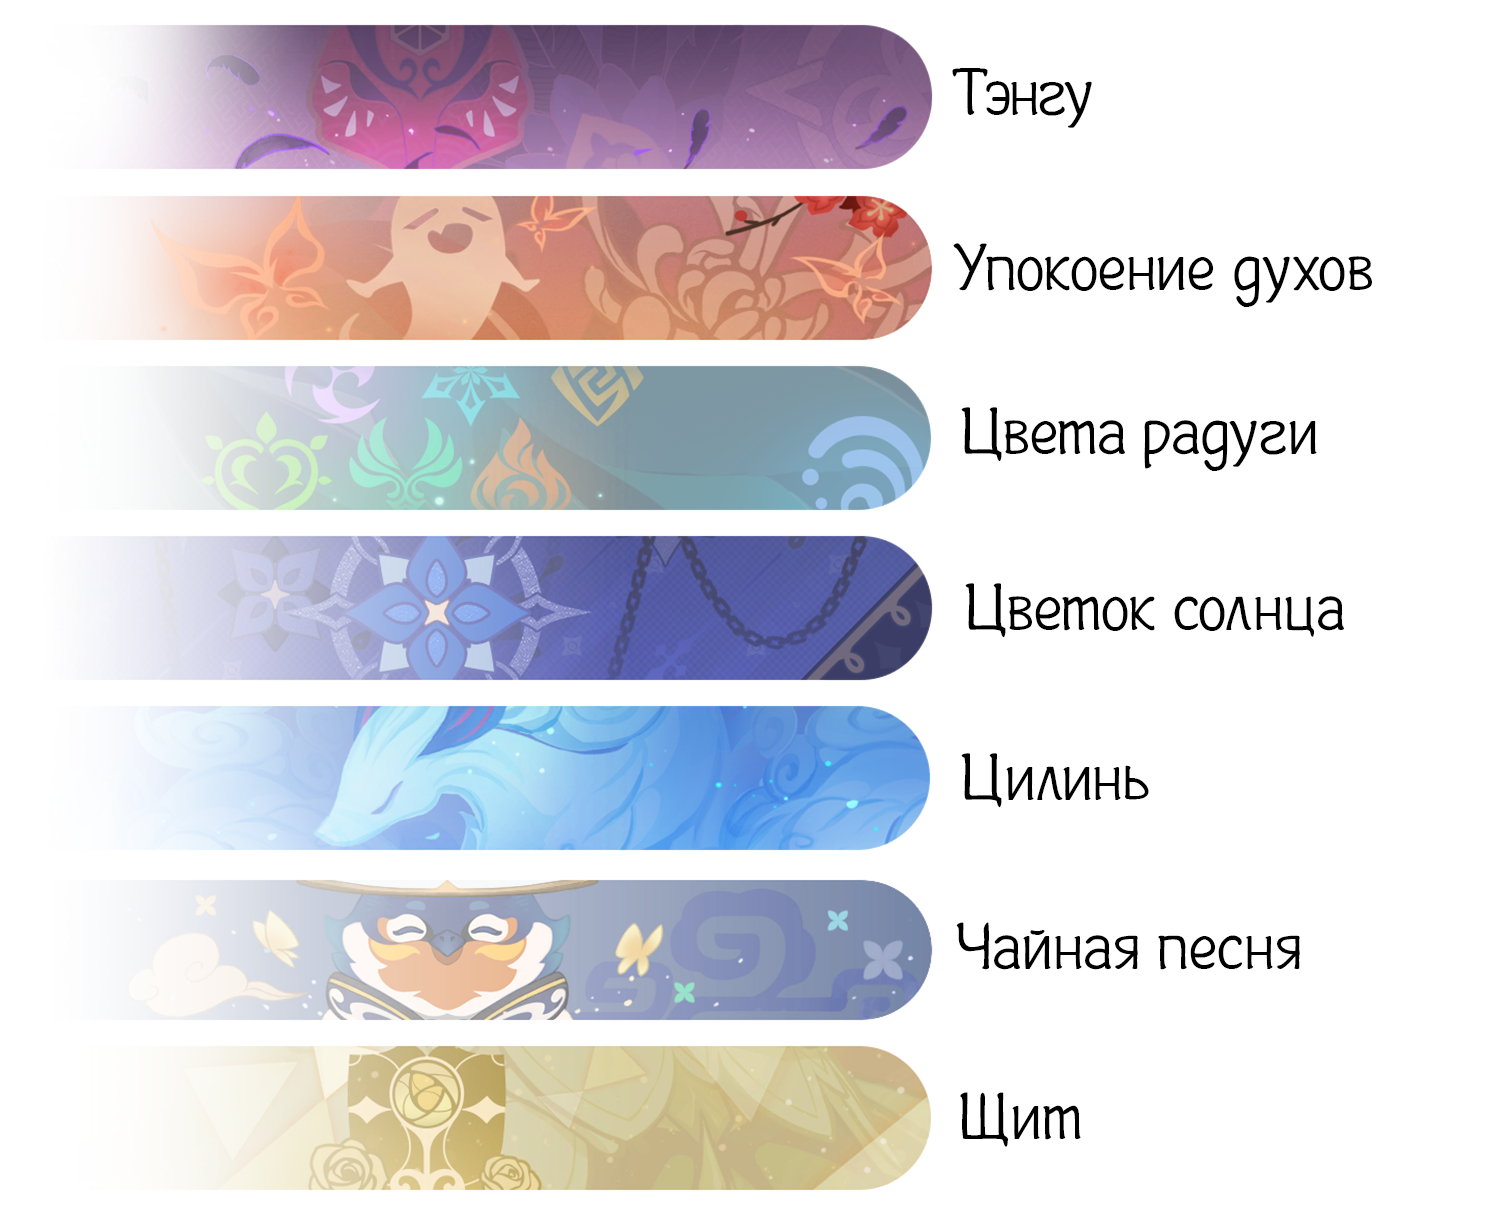 Тэнгу
Упокоение духов
Цвета радуги
Цветок солнца
Цилинь
Чайная песня
Щит